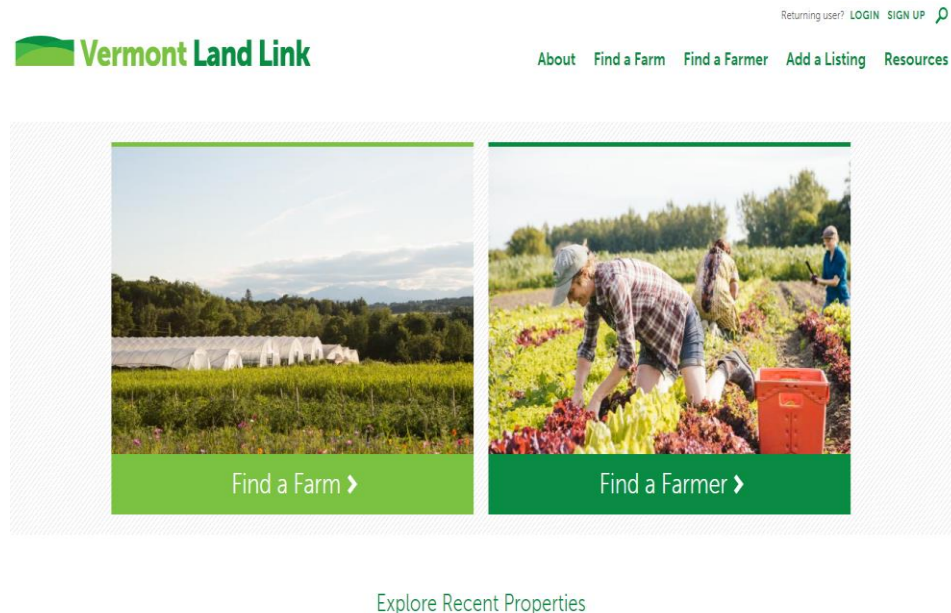 Returning user? LOGIN SIGN UP
Vermont Land Link
About Find a Farm Find a Farmer Add a Listing Resources
Find a Farm ›
Find a Farmer ›
Explore Recent Properties